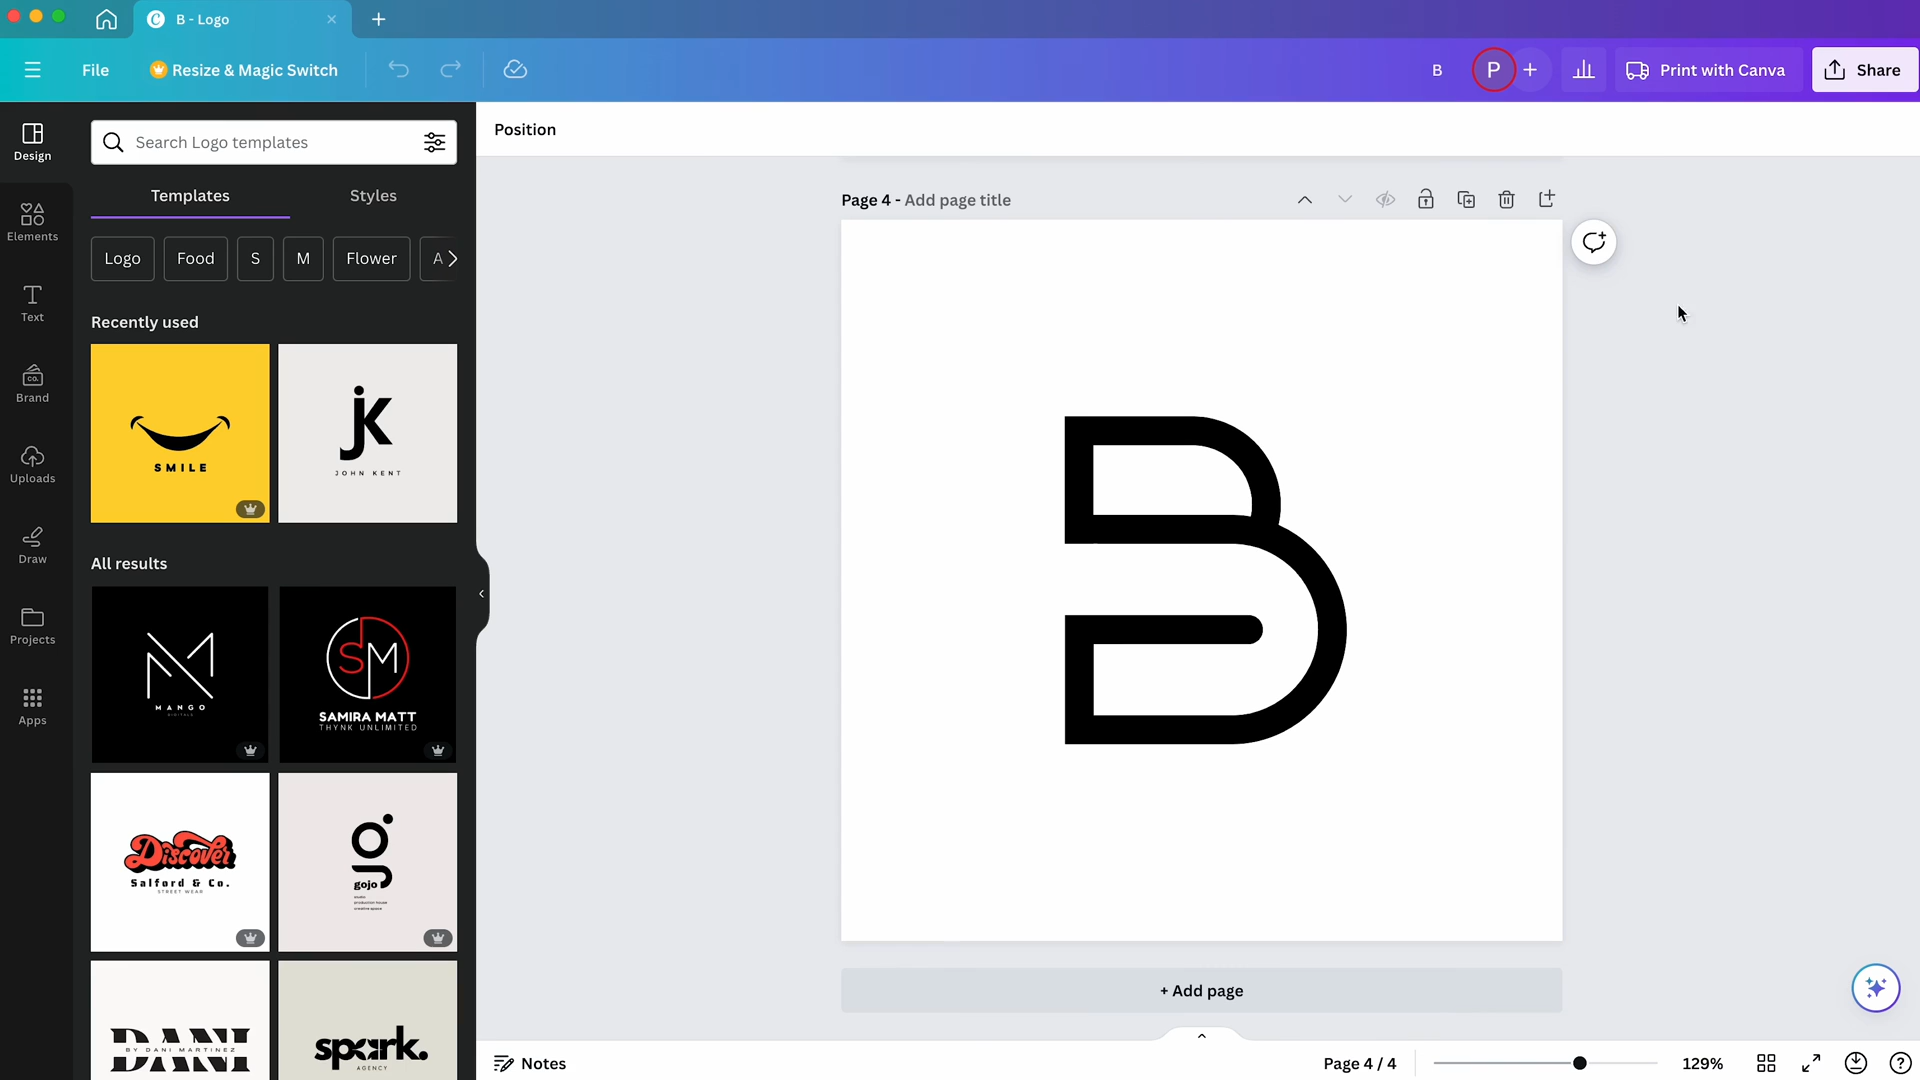 B - Logo
File
Resize & Magic Switch
B
P
Print with Canva
Share
Design
Elements
Text
Brand
CO.
Uploads
Draw
Projects
Apps
Search Logo templates
Templates
Styles
Logo
Food
S
M
Flower
A
Recently used
SMILE
jk
JOHN KENT
All results
M
MANGO
DIGITALS
SM
SAMIRA MATT
THYNK UNLIMITED
Discover
Salford & Co.
STREET WEAR
g
gojo
studio
production house
creative space
DANI
BY DANI MARTINEZ
spark.
AGENCY
Position
Page 4 - Add page title
B
+ Add page
Notes
Page 4 / 4
129%